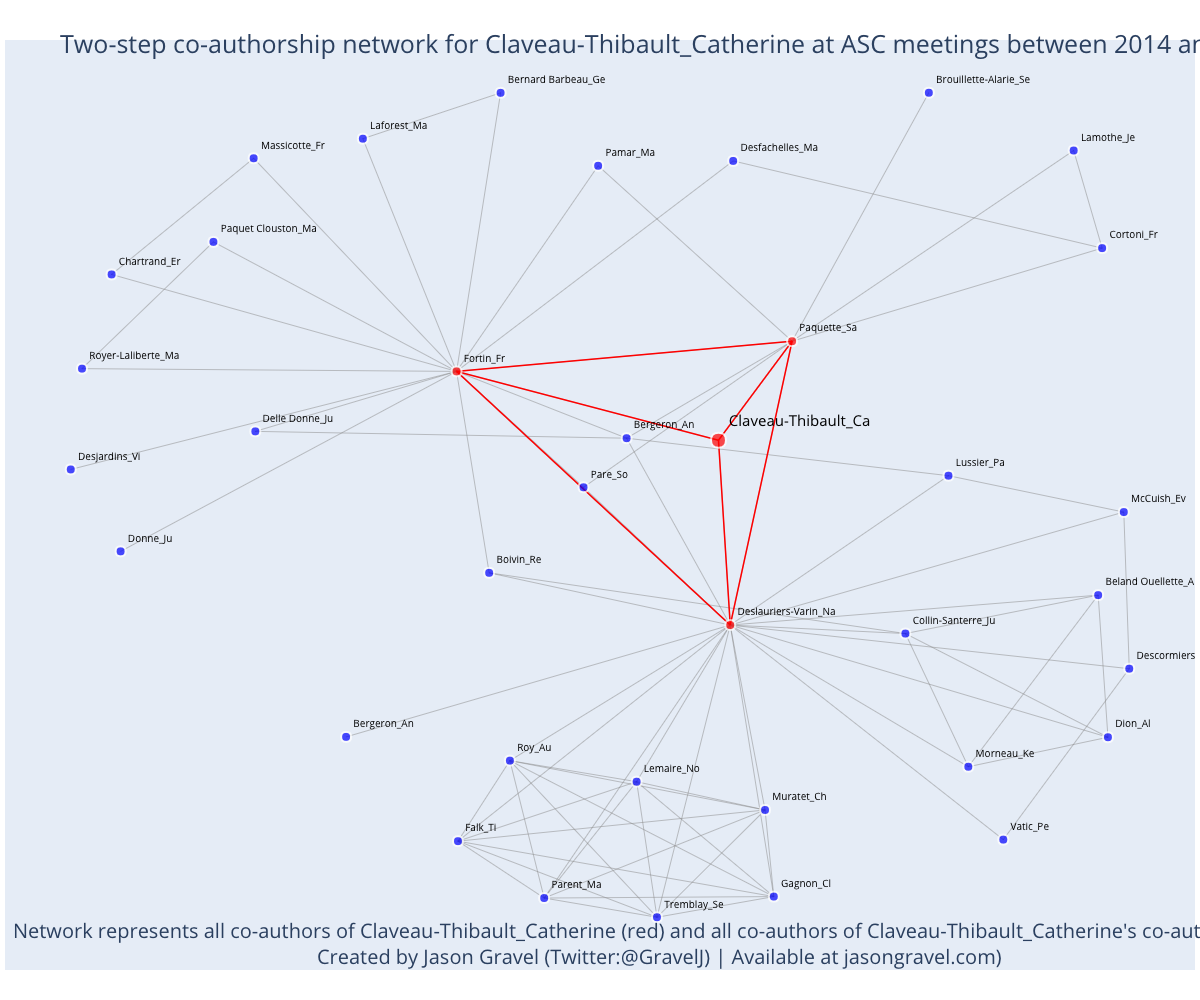 Two-step co-authorship network for Claveau-Thibault_Catherine at ASC meetings between 2014
Bernard Barbeau_Ge
Brouillette-Alarie_Se
Laforest_Ma
Massicotte_Fr
Pamar_Ma
Desfachelles_Ma
Lamothe_Je
Paquet Clouston_Ma
Cortoni_Fr
Chartrand_Er
Paquette_Sa
Royer-Laliberte_Ma
Fortin_Fr
Delle Donne_Ju
Bergeron_An
Claveau-Thibault_Ca
Desjardins_Vi
Pare_So
Lussier_Pa
McCuish_Ev
Donne_Ju
Boivin_Re
Beland Ouellette_A
Deslauriers-Varin_Na
Collin-Santerre_Ju
Descormiers
Bergeron_An
Dion_Al
Roy_Au
Morneau_Ke
Lemaire_No
Muratet_Ch
Falk_Ti
Vatic_Pe
Parent_Ma
Gagnon_Cl
Tremblay_Se
Network represents all co-authors of Claveau-Thibault_Catherine (red) and all co-authors of Claveau-Thibault_Catherine's co-aut
Created by Jason Gravel (Twitter:@GravelJ) | Available at jasongravel.com)